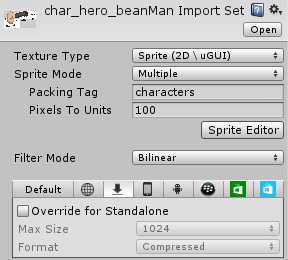 char_hero_beanMan Import Set
Open
Texture Type Sprite (2D \ uGUI)
Sprite Mode Multiple
Packing Tag characters
Pixels To Units 100
Sprite Editor
Filter Mode Bilinear
Default
Override for Standalone
Max Size 1024
Format Compressed